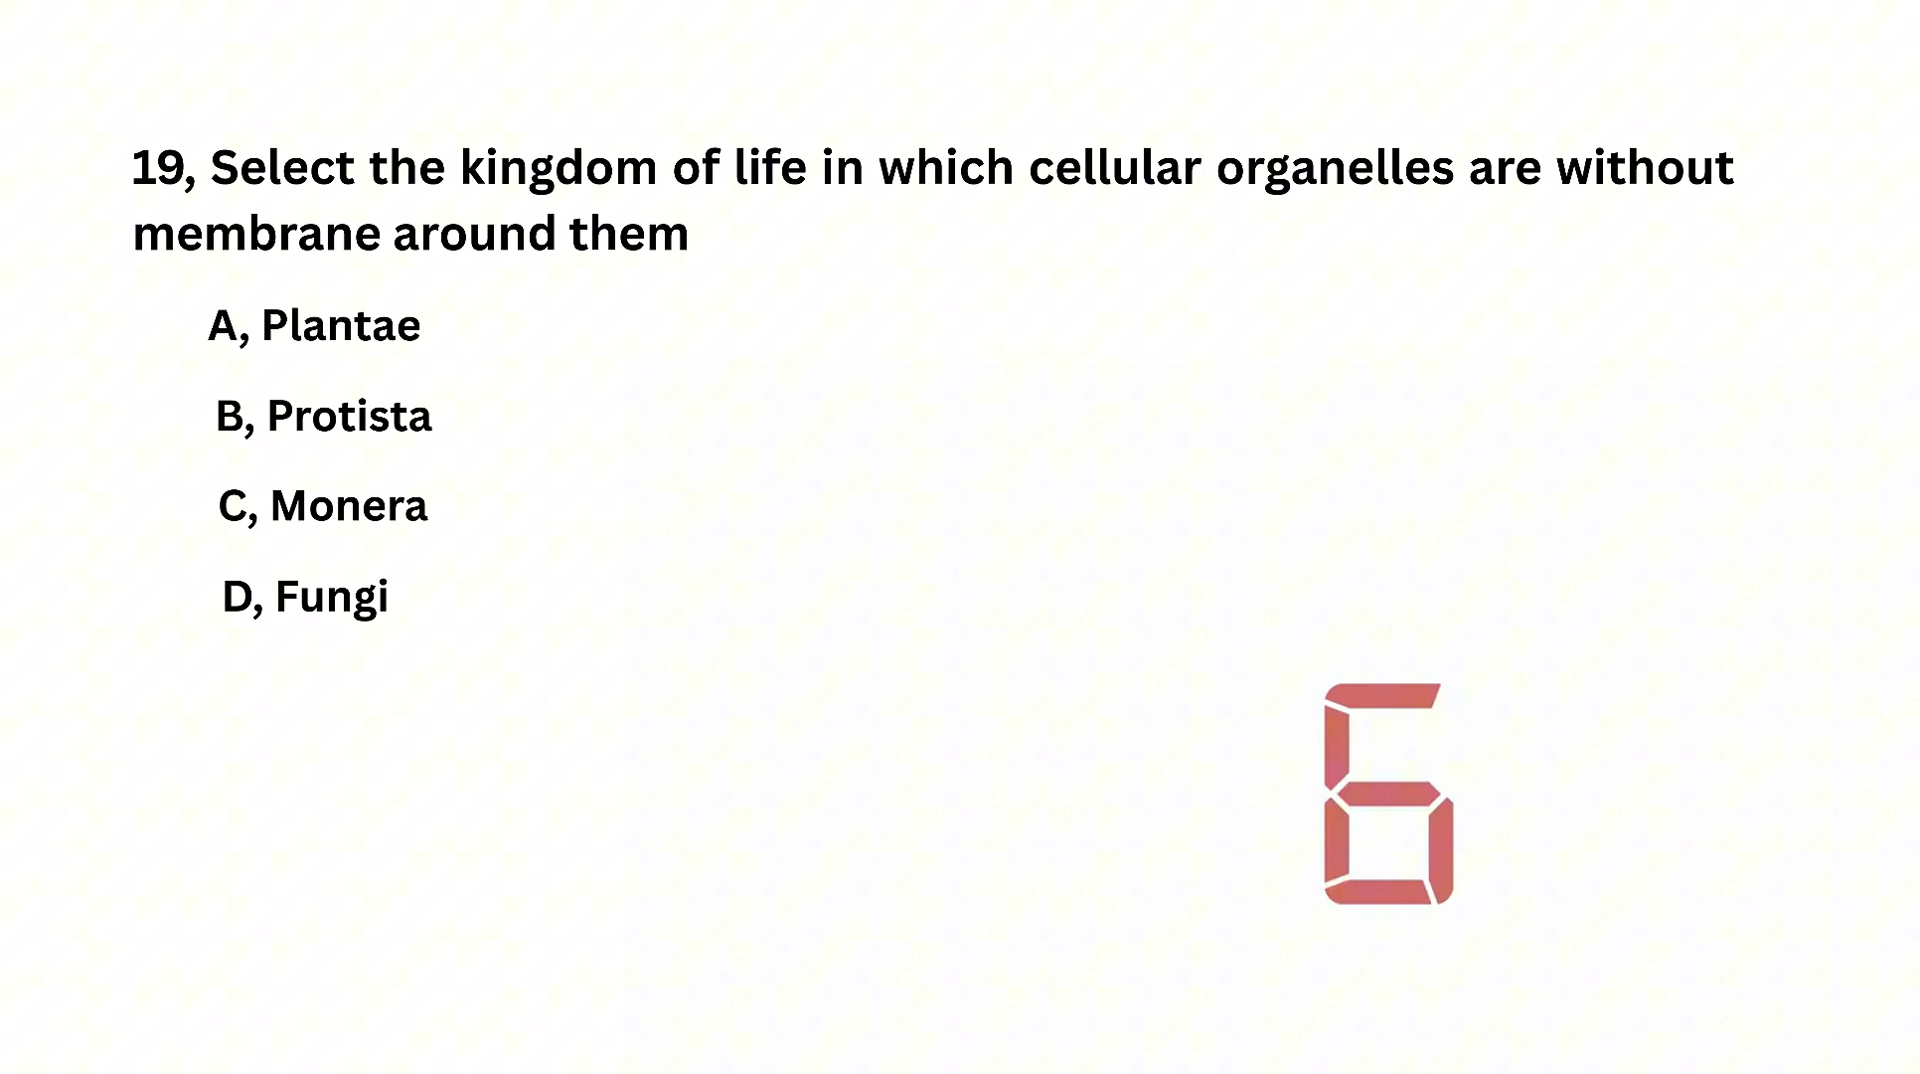 19, Select the kingdom of life in which cellular organelles are without
membrane around them
A, Plantae
B, Protista
C, Monera
D, Fungi
6